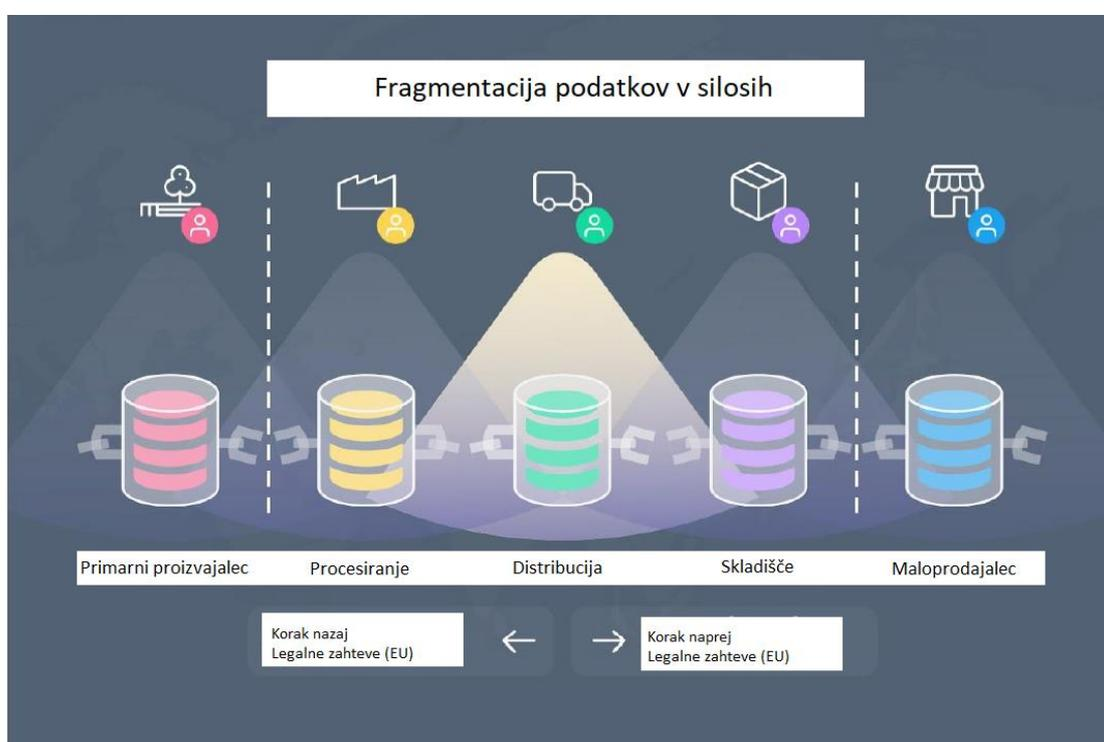 Fragmentacija podatkov v silosih
Primarni proizvajalec
Procesiranje
Distribucija
Skladišče
Maloprodajalec
Korak nazaj
Legalne zahteve (EU)
Korak naprej
Legalne zahteve (EU)